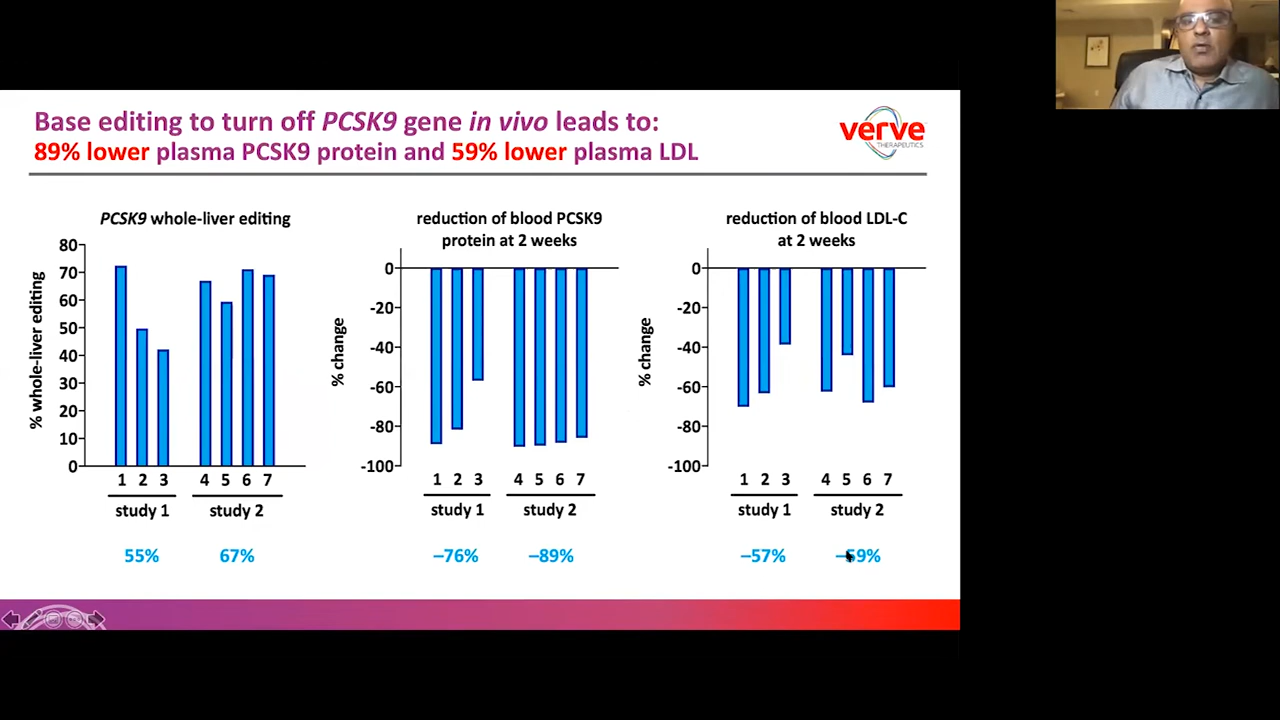 Base editing to turn off PCSK9 gene in vivo leads to:
89% lower plasma PCSK9 protein and 59% lower plasma LDL
verve
THERAPEUTICS
PCSK9 whole-liver editing
% whole-liver editing
80
70
60
50
40
30
20
10
0
1 2 3 4 5 6 7
study 1 study 2
55% 67%
reduction of blood PCSK9
protein at 2 weeks
% change
0
-20
-40
-60
-80
-100
1 2 3 4 5 6 7
study 1 study 2
–76% –89%
reduction of blood LDL-C
at 2 weeks
% change
0
-20
-40
-60
-80
-100
1 2 3 4 5 6 7
study 1 study 2
–57% –59%